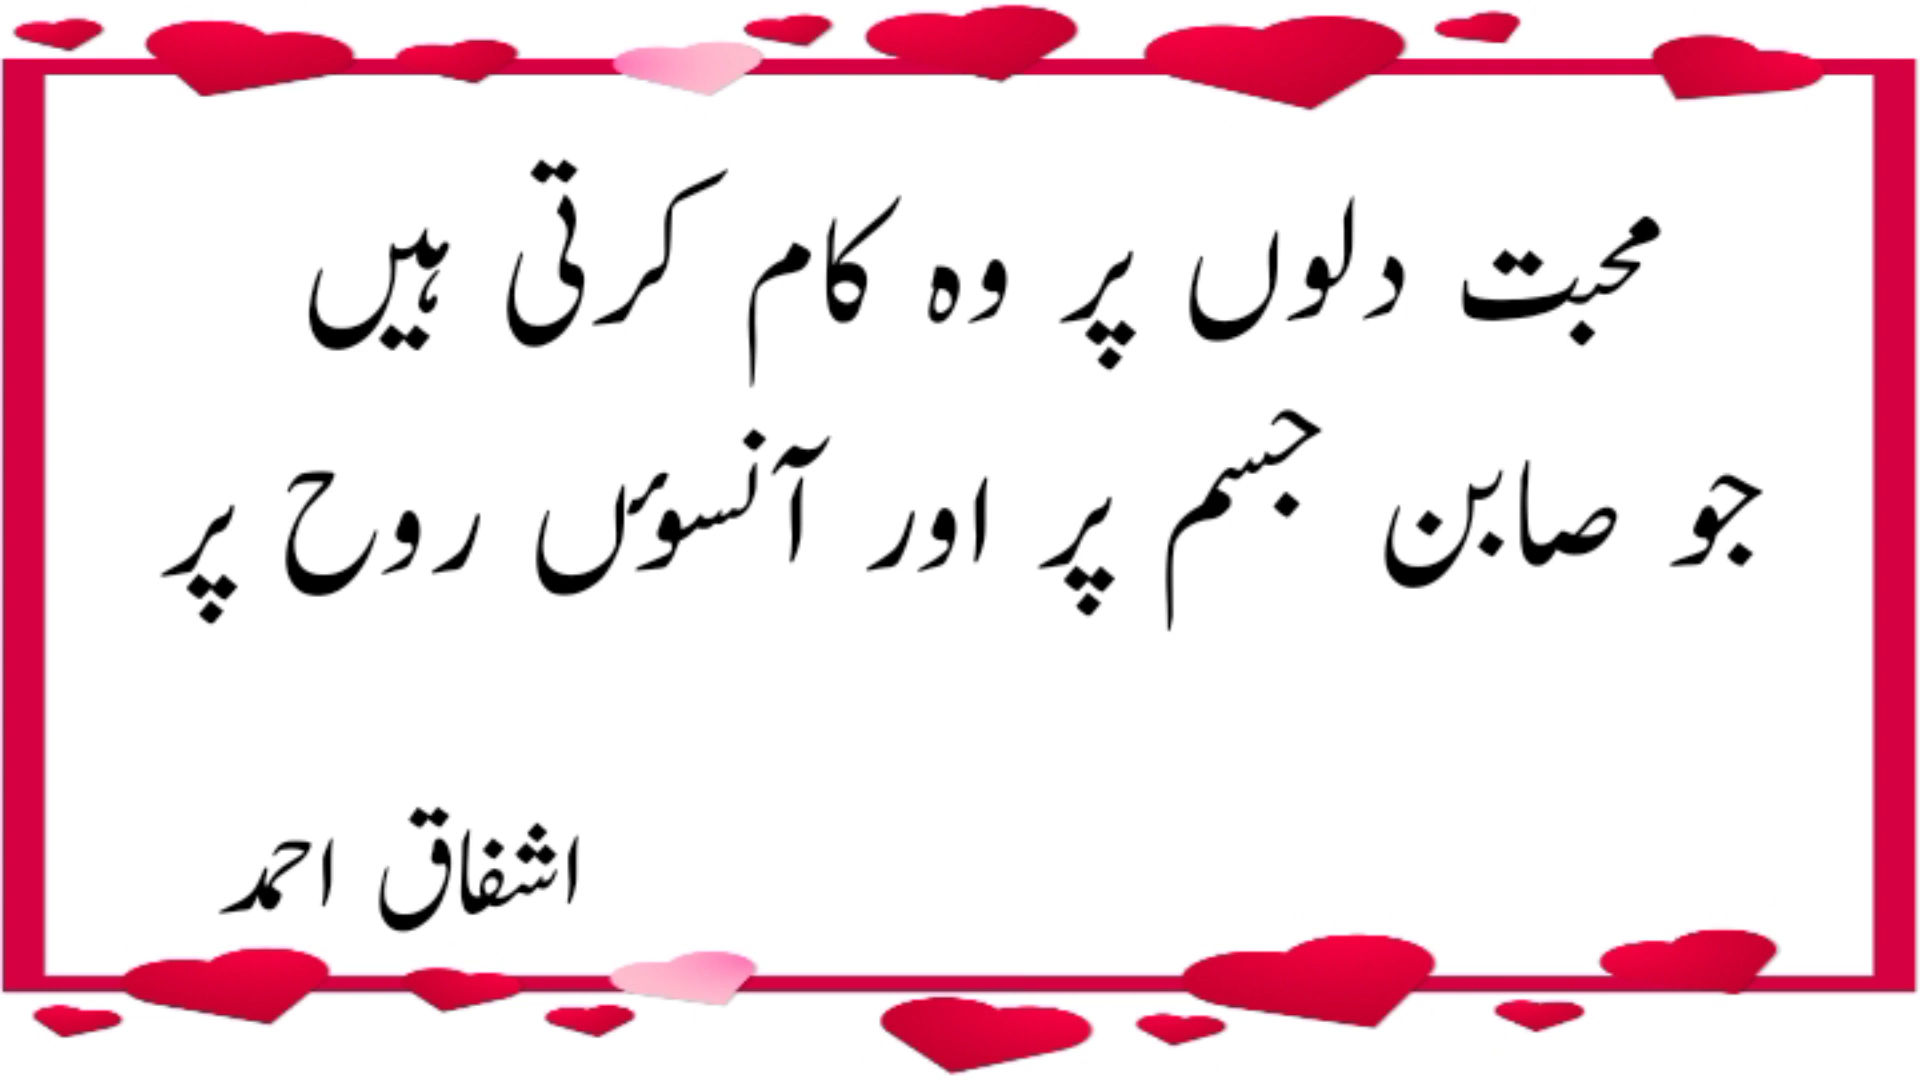 محبت دلوں پر وہ کام کرتی ہیں
جو صابن جسم پر اور آنسوئں روح پر
اشفاق احمد